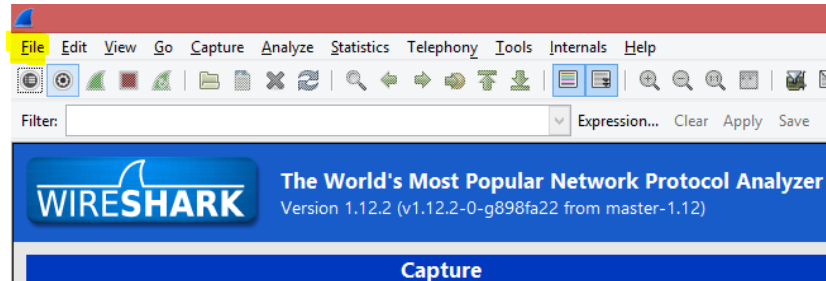 File Edit View Go Capture Analyze Statistics Telephony Tools Internals Help
Filter: Expression... Clear Apply Save
WIRESHARK
The World's Most Popular Network Protocol Analyzer
Version 1.12.2 (v1.12.2-0-g898fa22 from master-1.12)
Capture